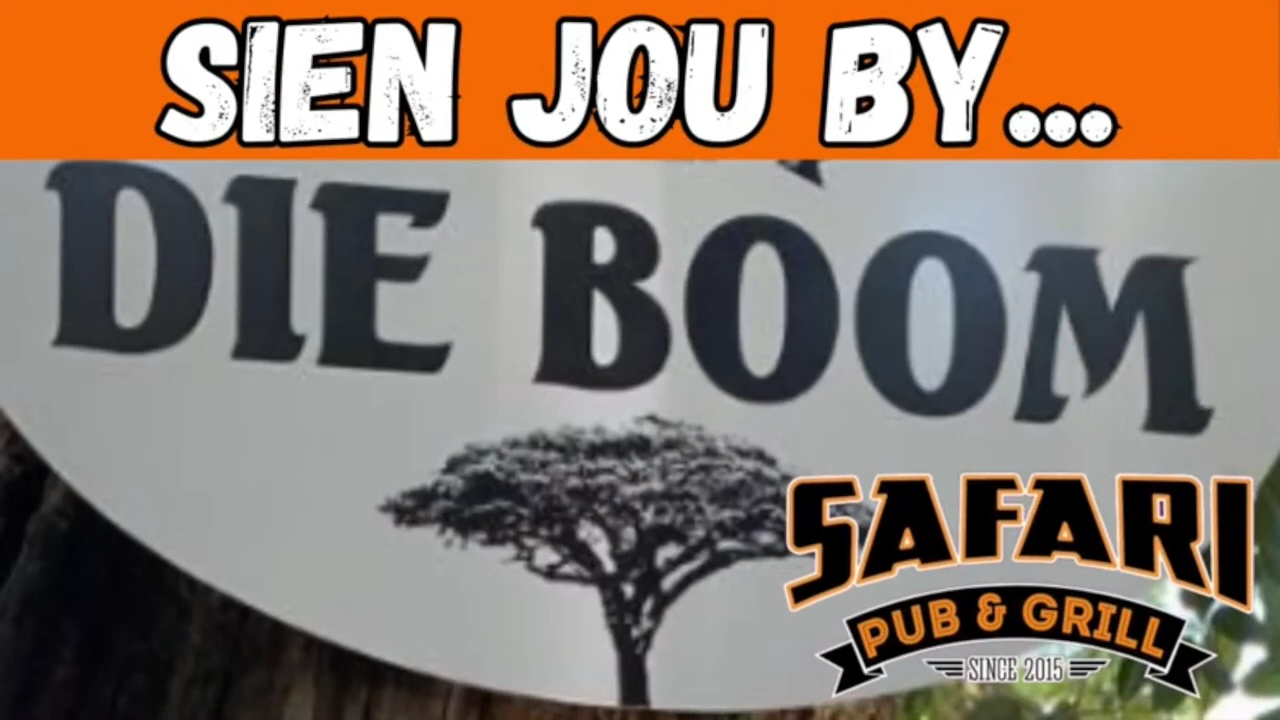 SIEN JOU BY...
DIE BOOM
SAFARI
PUB & GRILL
SINCE 2015